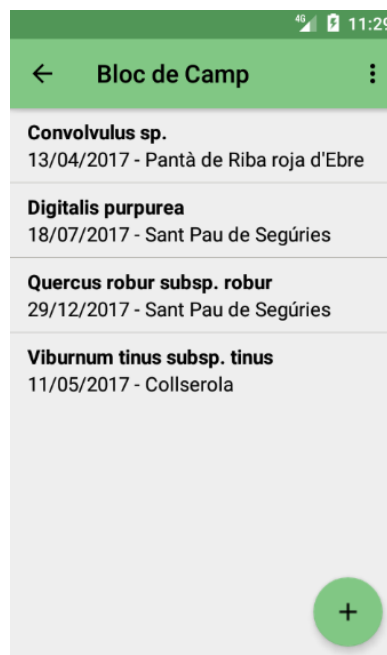 4G 11:29
Bloc de Camp
Convolvulus sp.
13/04/2017 - Pantà de Riba roja d'Ebre
Digitalis purpurea
18/07/2017 - Sant Pau de Segúries
Quercus robur subsp. robur
29/12/2017 - Sant Pau de Segúries
Viburnum tinus subsp. tinus
11/05/2017 - Collserola
+